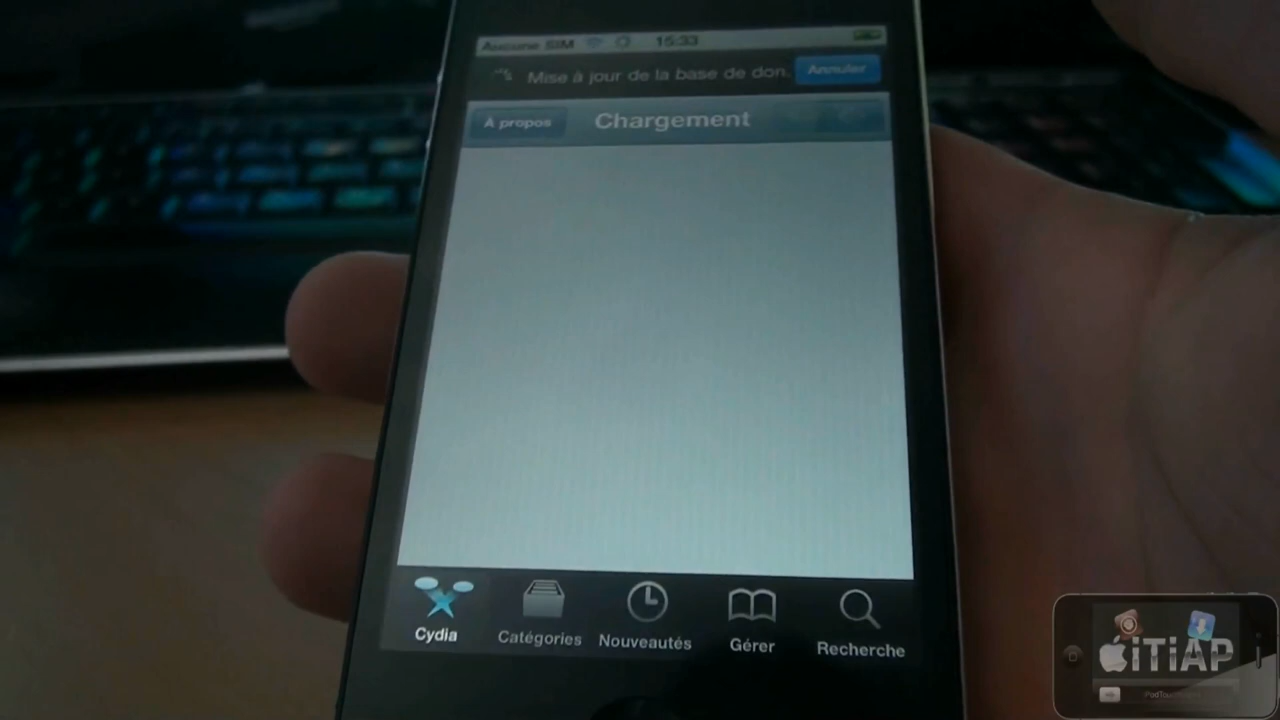 Aucune SIM 15:33
Mise à jour de la base de don. Annuler
À propos Chargement
Cydia Catégories Nouveautés Gérer Recherche
iTiAP